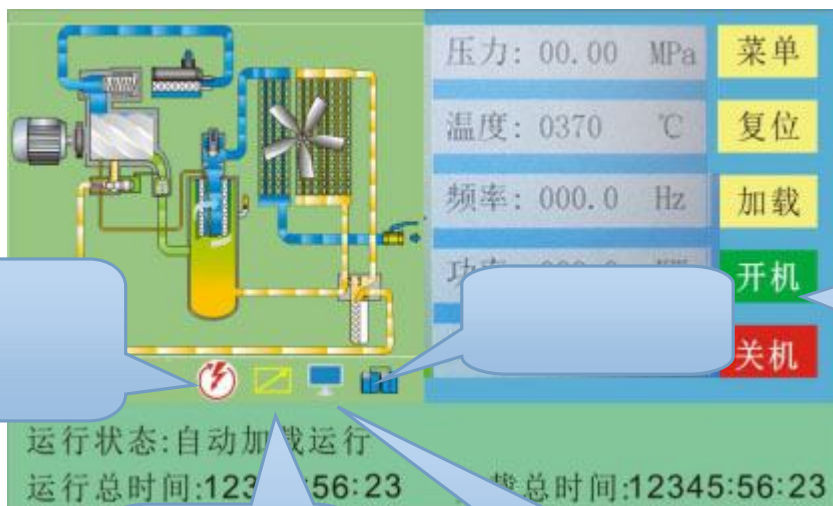 压力: 00.00 MPa
菜单
温度: 0370 ℃
复位
频率: 000.0 Hz
加载
开机
关机
运行状态:自动加载运行
运行总时间:123 56:23
总时间:12345:56:23